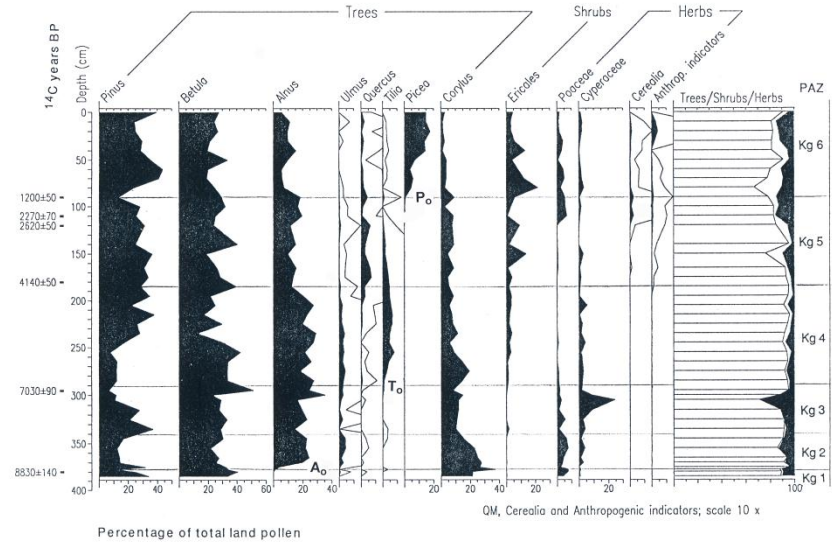 Trees
Shrubs
Herbs
14C years BP
Depth (cm)
Pinus
Betula
Alnus
Ulmus
Quercus
Tilia
Picea
Corylus
Ericales
Poaceae
Cyperaceae
Cerealia
Anthrop. indicators
Trees/Shrubs/Herbs
PAZ
0
50
100
150
200
250
300
350
400
1200±50
2270±70
2620±50
4140±50
7030±90
8830±140
Po
To
Ao
Kg 6
Kg 5
Kg 4
Kg 3
Kg 2
Kg 1
20 40 20 40 60 20 40 20 20 40 20 20 100
QM, Cerealia and Anthropogenic indicators; scale 10 x
Percentage of total land pollen